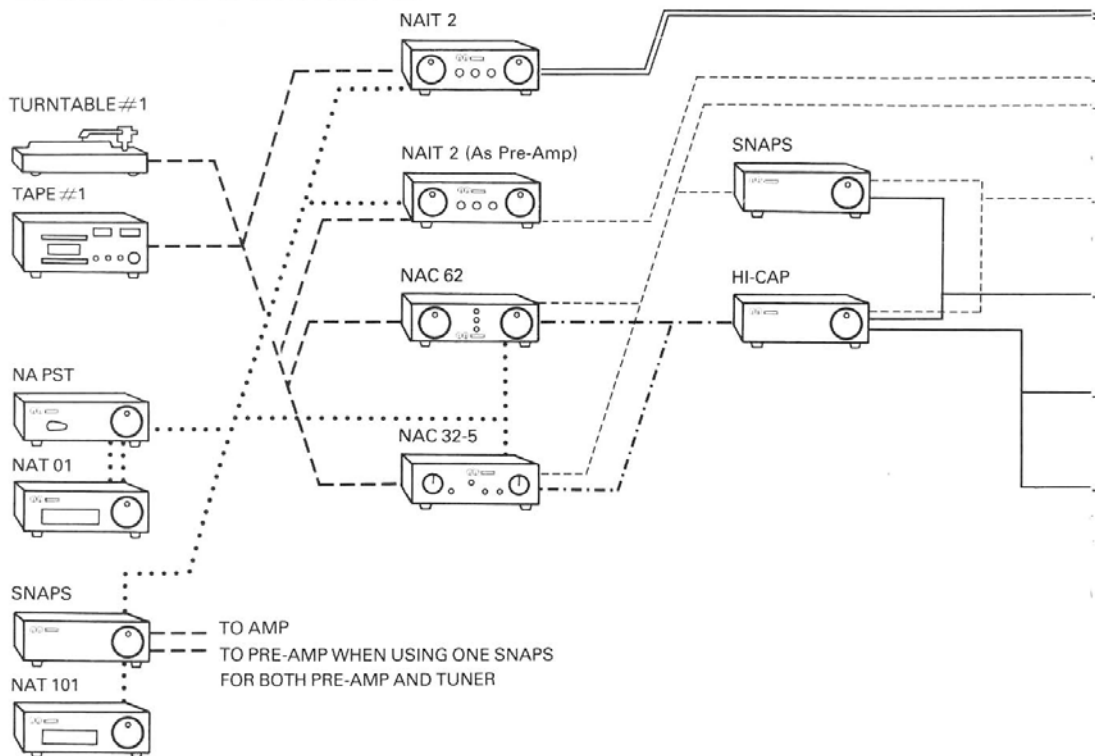 NAIT 2
TURNTABLE #1
NAIT 2 (As Pre-Amp)
SNAPS
TAPE #1
NAC 62
HI-CAP
NA PST
NAC 32-5
NAT 01
SNAPS
TO AMP
TO PRE-AMP WHEN USING ONE SNAPS
FOR BOTH PRE-AMP AND TUNER
NAT 101